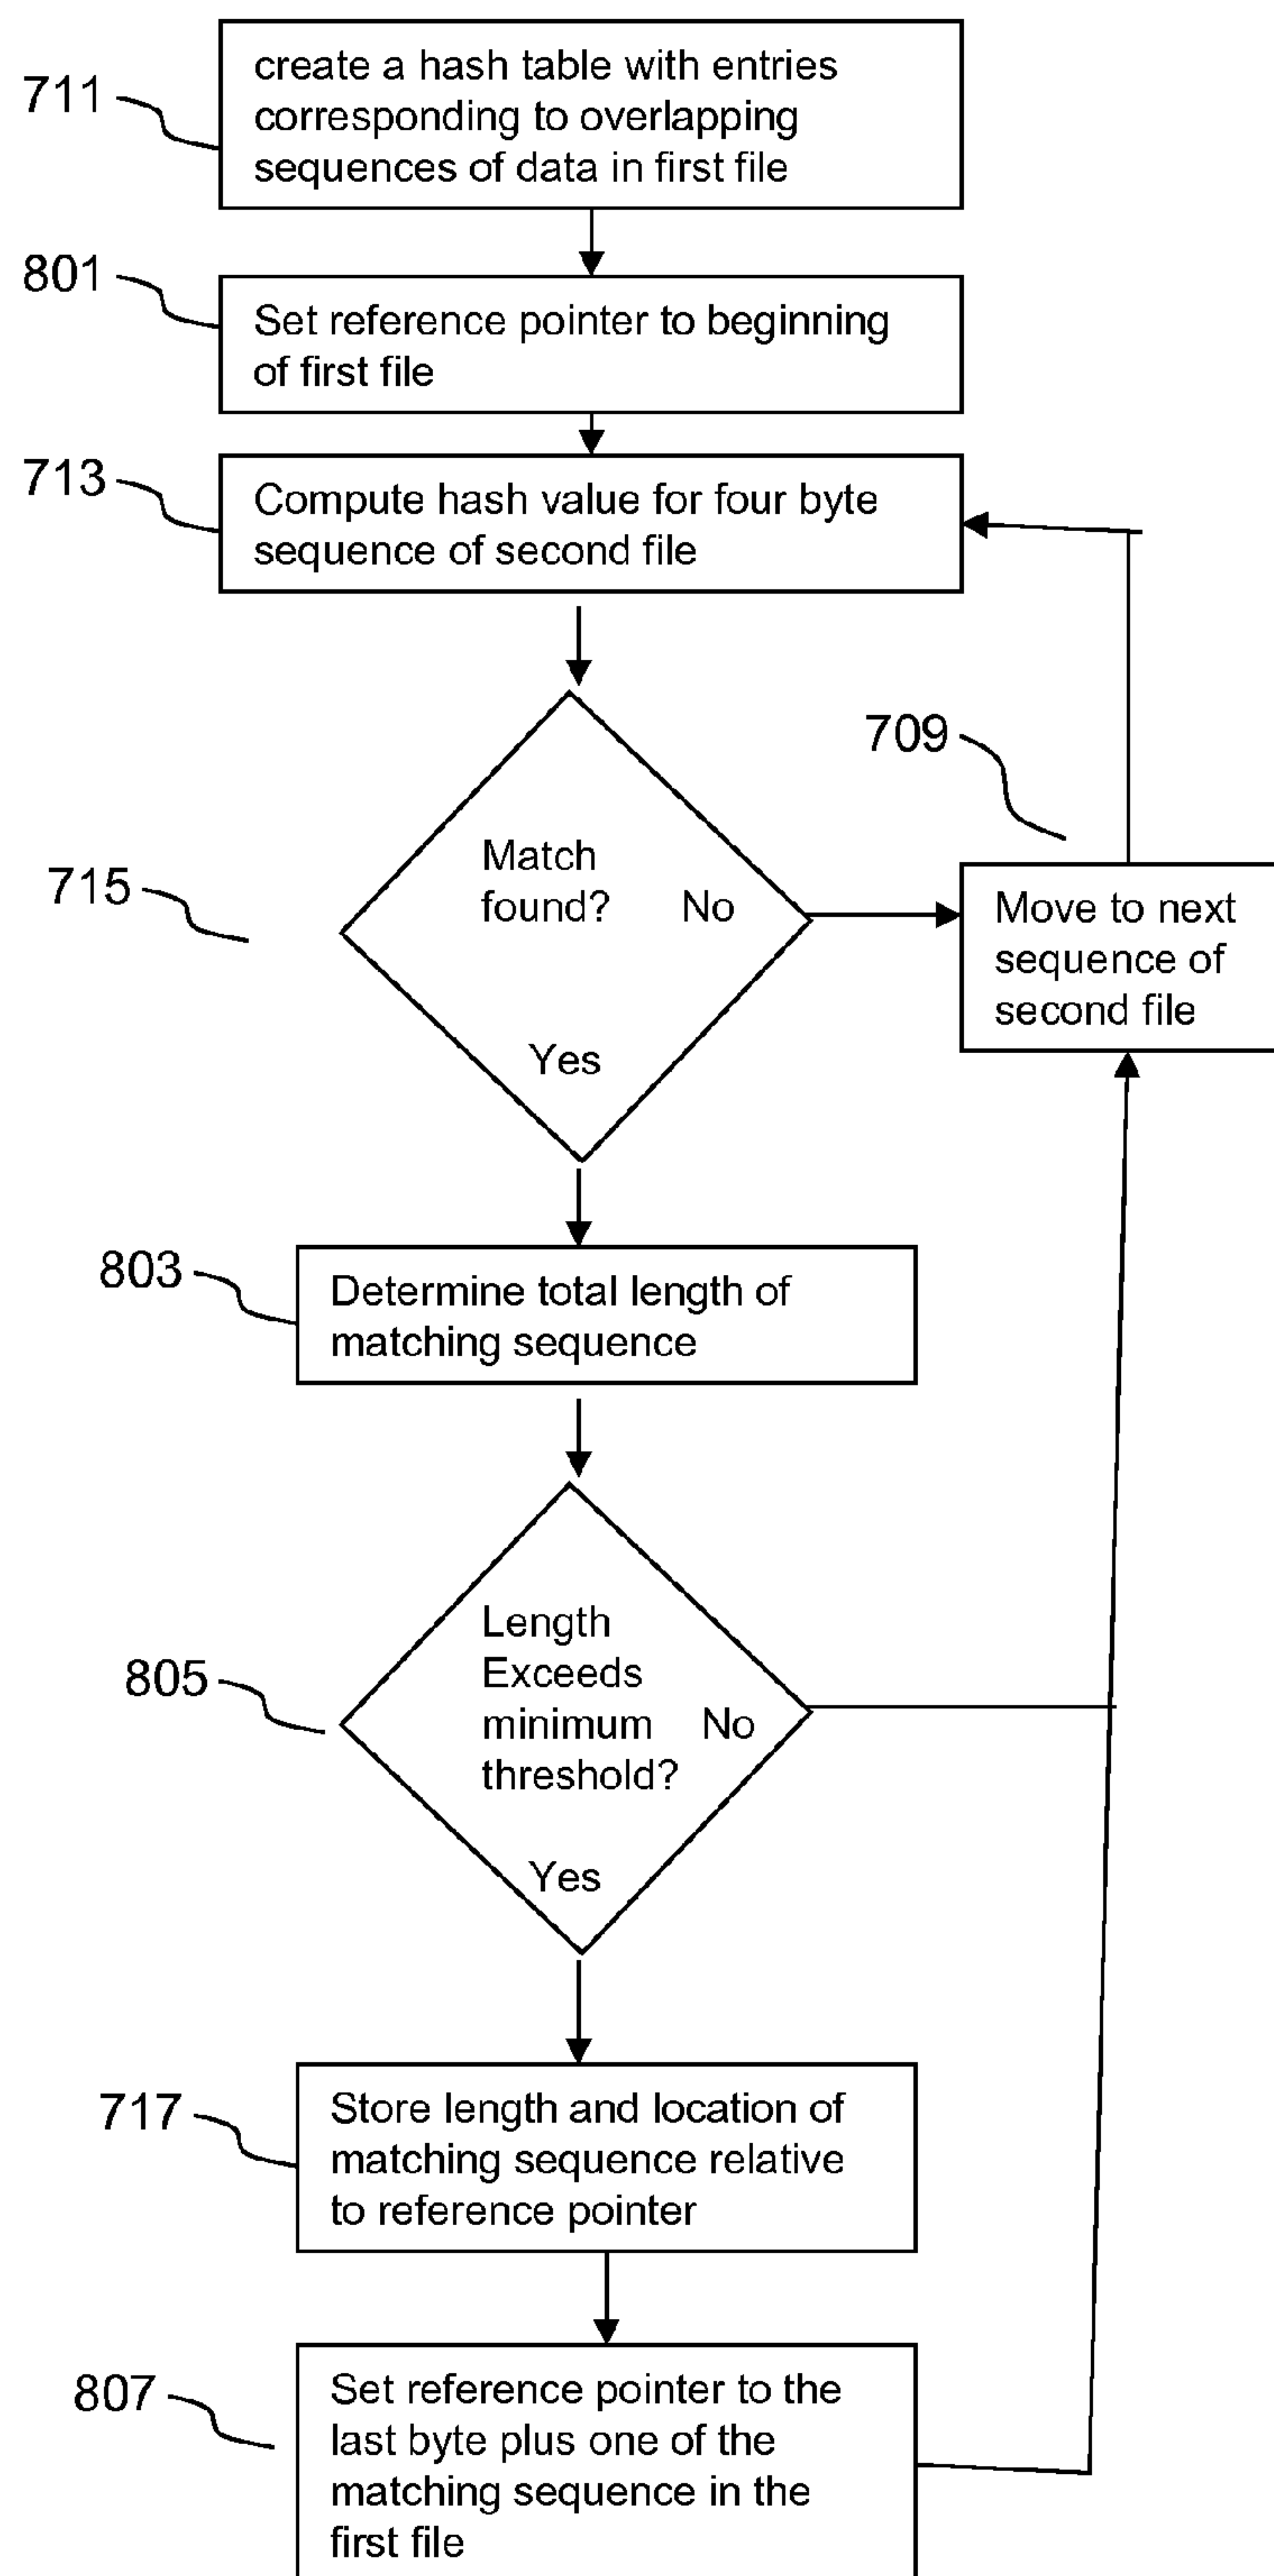 711
create a hash table with entries
corresponding to overlapping
sequences of data in first file
801
Set reference pointer to beginning
of first file
713
Compute hash value for four byte
sequence of second file
709
715
Match
found? No
Yes
Move to next
sequence of
second file
803
Determine total length of
matching sequence
805
Length
Exceeds
minimum No
threshold?
Yes
717
Store length and location of
matching sequence relative
to reference pointer
807
Set reference pointer to the
last byte plus one of the
matching sequence in the
first file